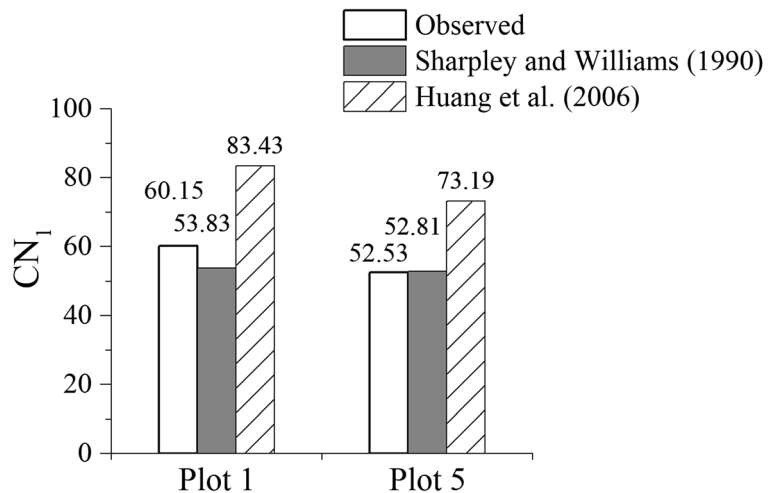 Observed
Sharpley and Williams (1990)
Huang et al. (2006)
100
80
60
40
20
0
CN₁
83.43
60.15
53.83
73.19
52.81
52.53
Plot 1
Plot 5